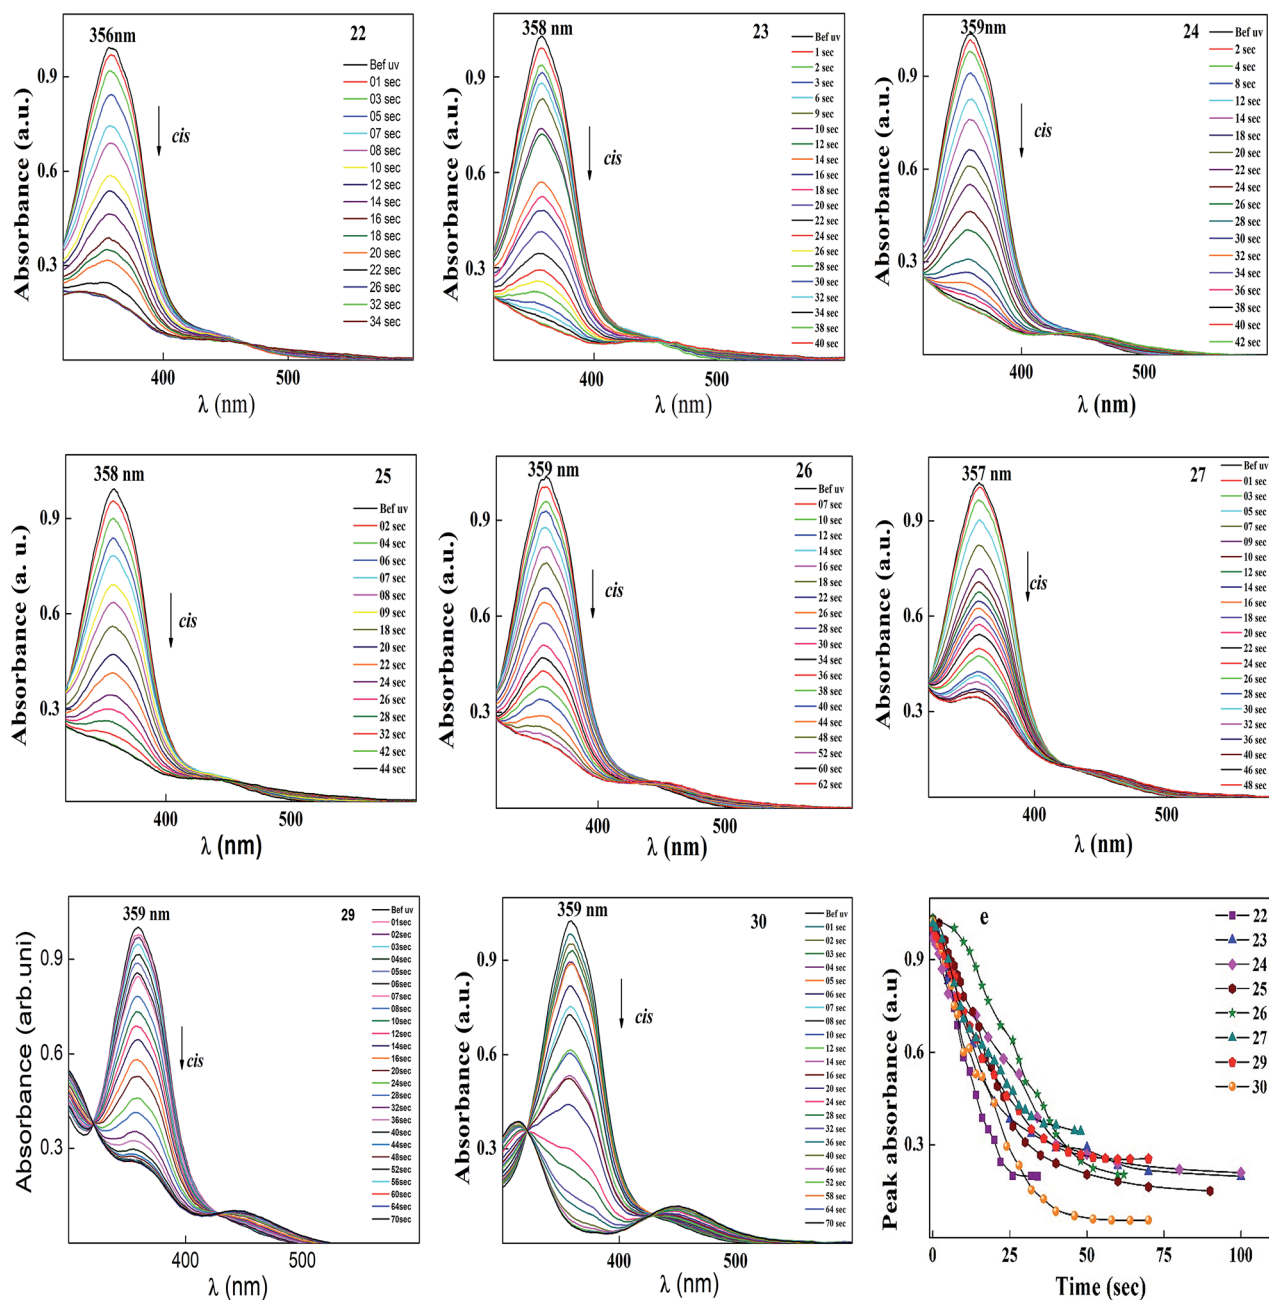 356nm
22
Bef uv
01 sec
03 sec
05 sec
07 sec
08 sec
10 sec
12 sec
14 sec
16 sec
18 sec
20 sec
22 sec
26 sec
32 sec
34 sec
cis
0.9
0.6
0.3
Absorbance (a.u.)
400
500
λ (nm)
358 nm
23
Bef uv
1 sec
2 sec
3 sec
6 sec
9 sec
10 sec
12 sec
14 sec
16 sec
18 sec
20 sec
22 sec
24 sec
26 sec
28 sec
30 sec
32 sec
34 sec
38 sec
40 sec
cis
0.9
0.6
0.3
Absorbance (a.u.)
400
500
λ (nm)
359nm
24
Bef uv
2 sec
4 sec
8 sec
12 sec
14 sec
18 sec
20 sec
22 sec
24 sec
26 sec
28 sec
30 sec
32 sec
34 sec
36 sec
38 sec
40 sec
42 sec
cis
0.9
0.6
0.3
Absorbance (a.u.)
400
500
λ (nm)
358 nm
25
Bef uv
02 sec
04 sec
06 sec
07 sec
08 sec
09 sec
18 sec
20 sec
22 sec
24 sec
26 sec
28 sec
32 sec
42 sec
44 sec
cis
0.9
0.6
0.3
Absorbance (a. u.)
400
500
λ (nm)
359 nm
26
Bef uv
07 sec
10 sec
12 sec
14 sec
16 sec
18 sec
22 sec
26 sec
28 sec
30 sec
34 sec
36 sec
38 sec
40 sec
44 sec
48 sec
52 sec
60 sec
62 sec
cis
0.9
0.6
0.3
Absorbance (a.u.)
400
500
λ (nm)
357 nm
27
Bef uv
01 sec
03 sec
05 sec
07 sec
09 sec
10 sec
12 sec
14 sec
16 sec
18 sec
20 sec
22 sec
24 sec
26 sec
28 sec
30 sec
32 sec
36 sec
40 sec
46 sec
48 sec
cis
0.9
0.6
0.3
Absorbance (a.u.)
400
500
λ (nm)
359 nm
29
Bef uv
01sec
02sec
03sec
04sec
05sec
06sec
07sec
08sec
10sec
12sec
14sec
16sec
20sec
24sec
28sec
32sec
36sec
40sec
44sec
48sec
52sec
56sec
60sec
64sec
70sec
cis
0.9
0.6
0.3
Absorbance (arb.uni)
400
500
λ (nm)
359 nm
30
Bef uv
01 sec
02 sec
03 sec
04 sec
05 sec
06 sec
07 sec
08 sec
10 sec
12 sec
14 sec
16 sec
20 sec
24 sec
28 sec
32 sec
36 sec
40 sec
46 sec
52 sec
58 sec
64 sec
70 sec
cis
0.9
0.6
0.3
Absorbance (a.u.)
400
500
λ (nm)
e
22
23
24
25
26
27
29
30
0.9
0.6
0.3
Peak absorbance (a.u)
0
25
50
75
100
Time (sec)